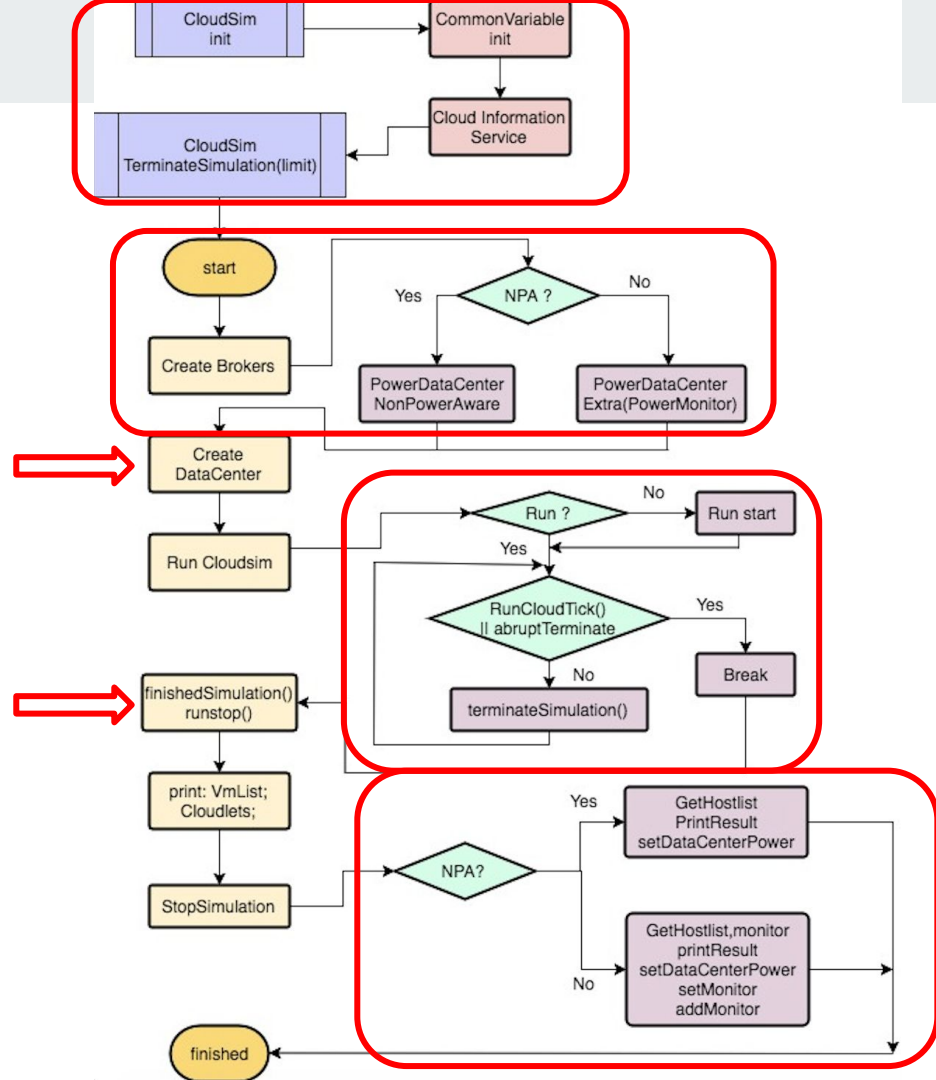 CloudSim
init
CommonVariable
init
Cloud Information
Service
CloudSim
TerminateSimulation(limit)
start
NPA ?
Yes
No
Create Brokers
PowerDataCenter
NonPowerAware
PowerDataCenter
Extra(PowerMonitor)
Create
DataCenter
Run ?
No
Run start
Yes
Run Cloudsim
RunCloudTick()
|| abruptTerminate
Yes
Break
No
terminateSimulation()
finishedSimulation()
runstop()
print: VmList;
Cloudlets;
StopSimulation
NPA?
Yes
GetHostlist
PrintResult
setDataCenterPower
No
GetHostlist,monitor
printResult
setDataCenterPower
setMonitor
addMonitor
finished